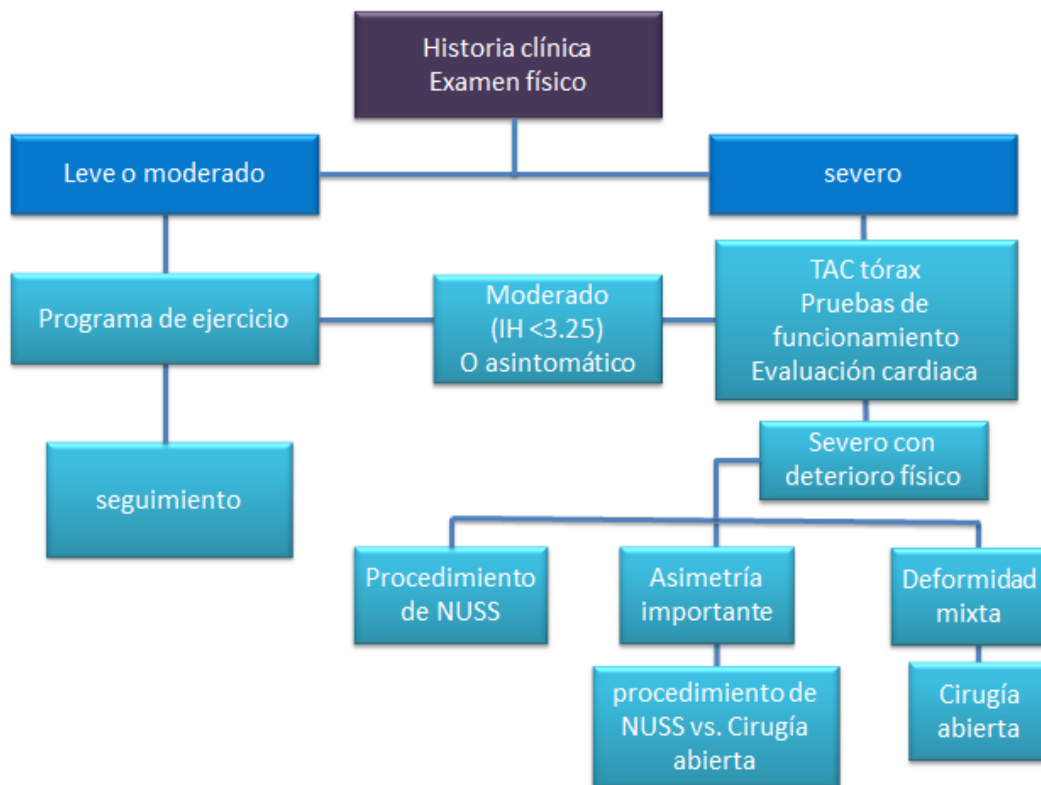 Historia clínica
Examen físico
Leve o moderado
severo
Programa de ejercicio
Moderado
(IH <3.25)
O asintomático
TAC tórax
Pruebas de
funcionamiento
Evaluación cardiaca
seguimiento
Severo con
deterioro físico
Procedimiento
de NUSS
Asimetría
importante
Deformidad
mixta
procedimiento de
NUSS vs. Cirugía
abierta
Cirugía
abierta